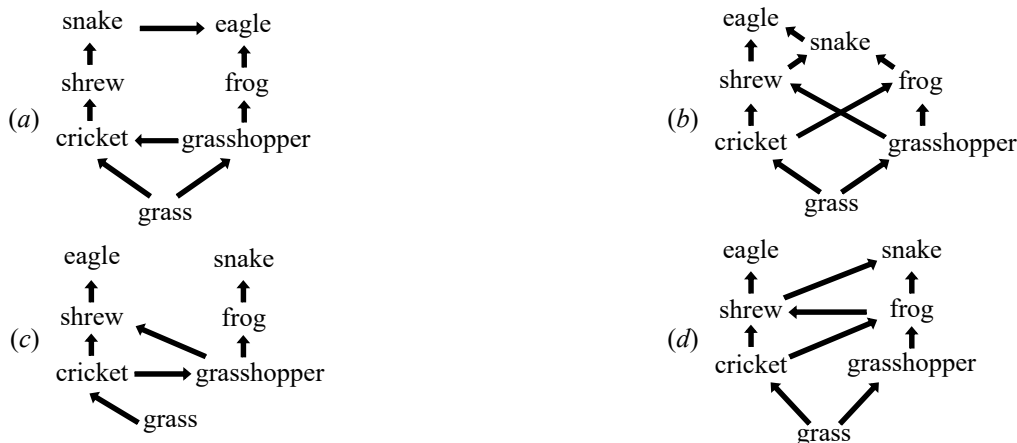 (a)
snake eagle
shrew frog
cricket grasshopper
grass
(b)
eagle
snake
shrew frog
cricket grasshopper
grass
(c)
eagle snake
shrew frog
cricket grasshopper
grass
(d)
eagle snake
shrew frog
cricket grasshopper
grass